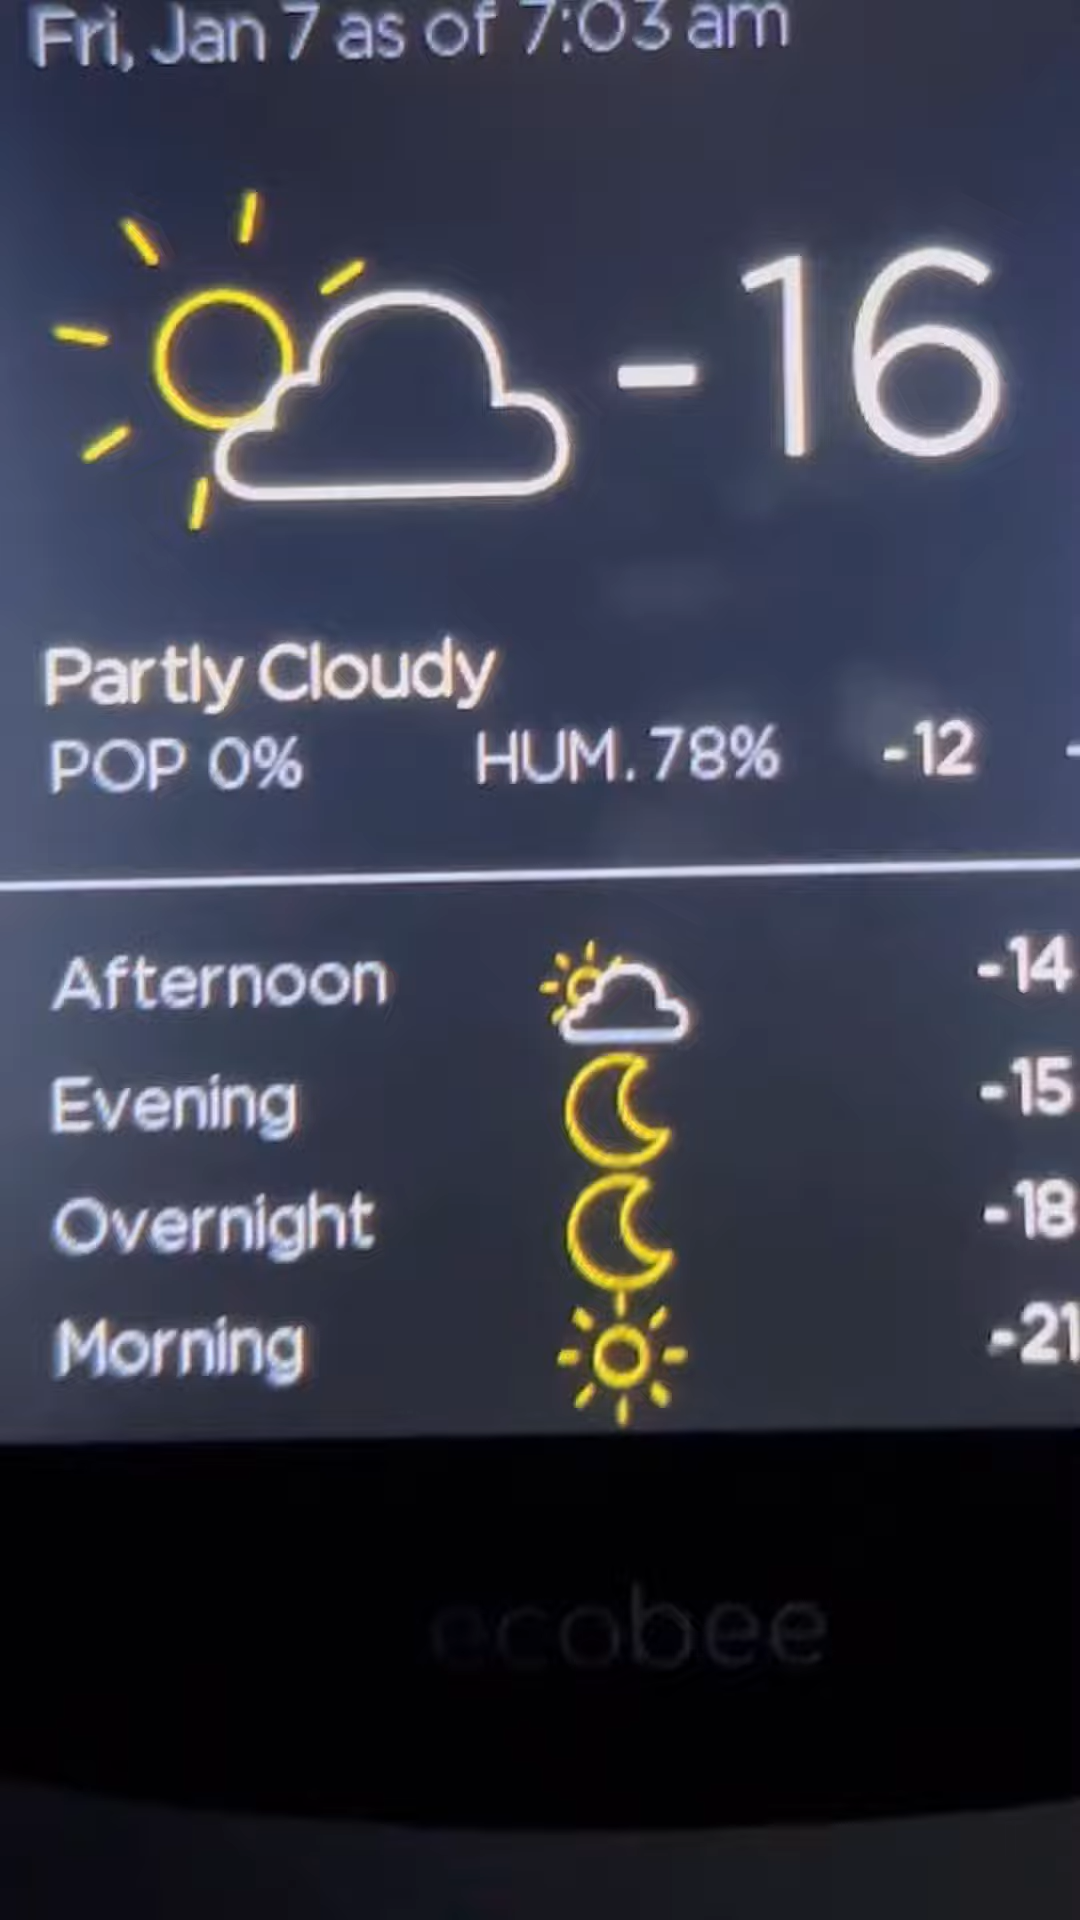 Fri, Jan 7 as of 7:03 am
-16
Partly Cloudy
POP 0% HUM. 78% -12
Afternoon -14
Evening -15
Overnight -18
Morning -21
ecobee